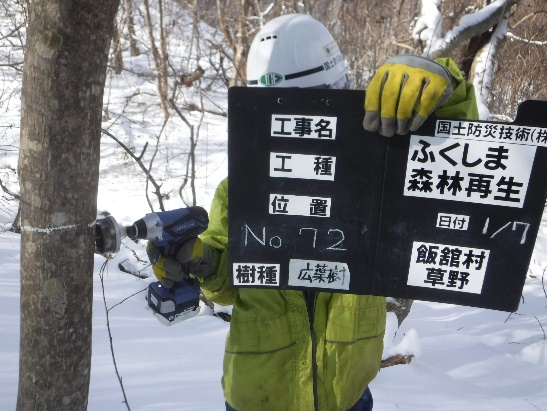 国土防災技術(株
工事名
ふくしま
森林再生
工種
位置
日付 1/7
No. 72
飯舘村
草野
樹種 広葉樹